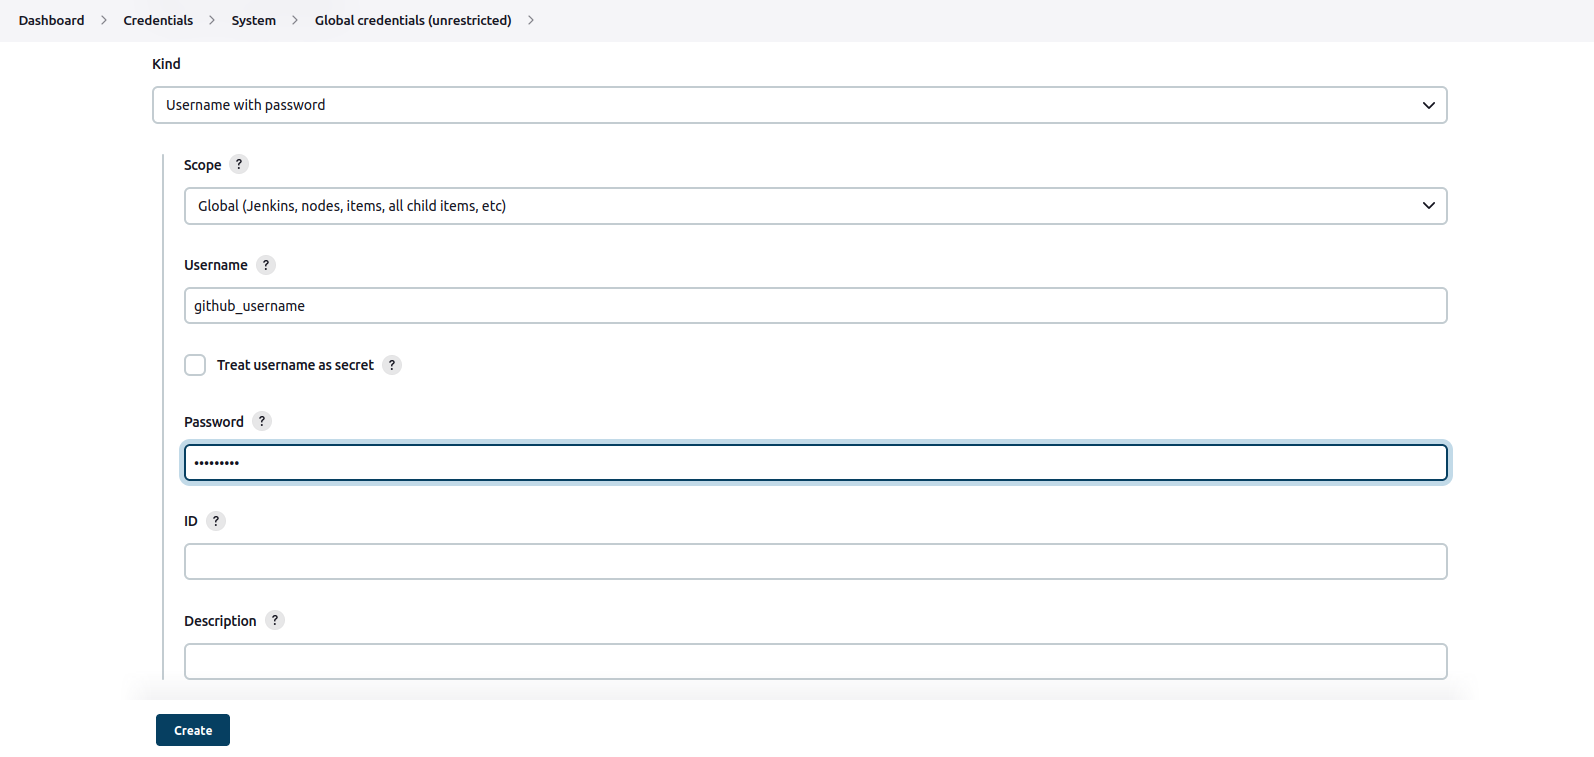 Dashboard > Credentials > System > Global credentials (unrestricted) >
Kind
Username with password
Scope ?
Global (Jenkins, nodes, items, all child items, etc)
Username ?
github_username
Treat username as secret ?
Password ?
•••••••••
ID ?
Description ?
Create